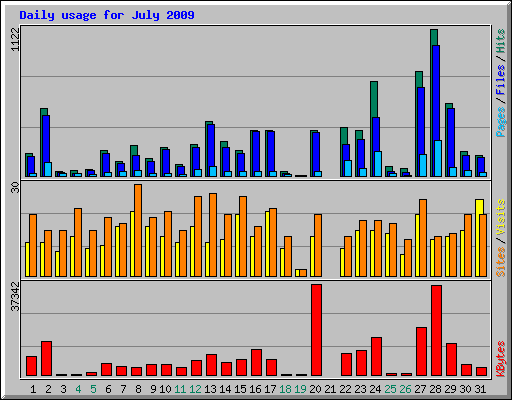 Daily usage for July 2009
1122
Pages / Files / Hits
30
Sites / Visits
37342
KBytes
1 2 3 4 5 6 7 8 9 10 11 12 13 14 15 16 17 18 19 20 21 22 23 24 25 26 27 28 29 30 31